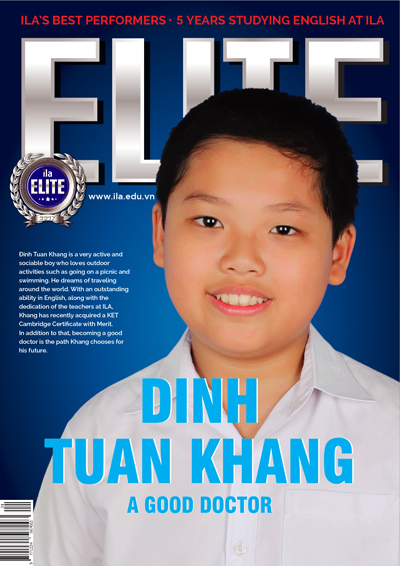 ILA'S BEST PERFORMERS • 5 YEARS STUDYING ENGLISH AT ILA
ELITE
ila
ELITE
www.ila.edu.vn
Đinh Tuan Khang is a very active and
sociable boy who loves outdoor
activities such as going on a picnic and
swimming. He dreams of traveling
around the world. With an outstanding
ability in English, along with the
dedication of the teachers at ILA,
Khang has recently acquired a KET
Cambridge Certificate with Merit.
In addition to that, becoming a good
doctor is the path Khang chooses for
his future.
DINH
TUAN KHANG
A GOOD DOCTOR